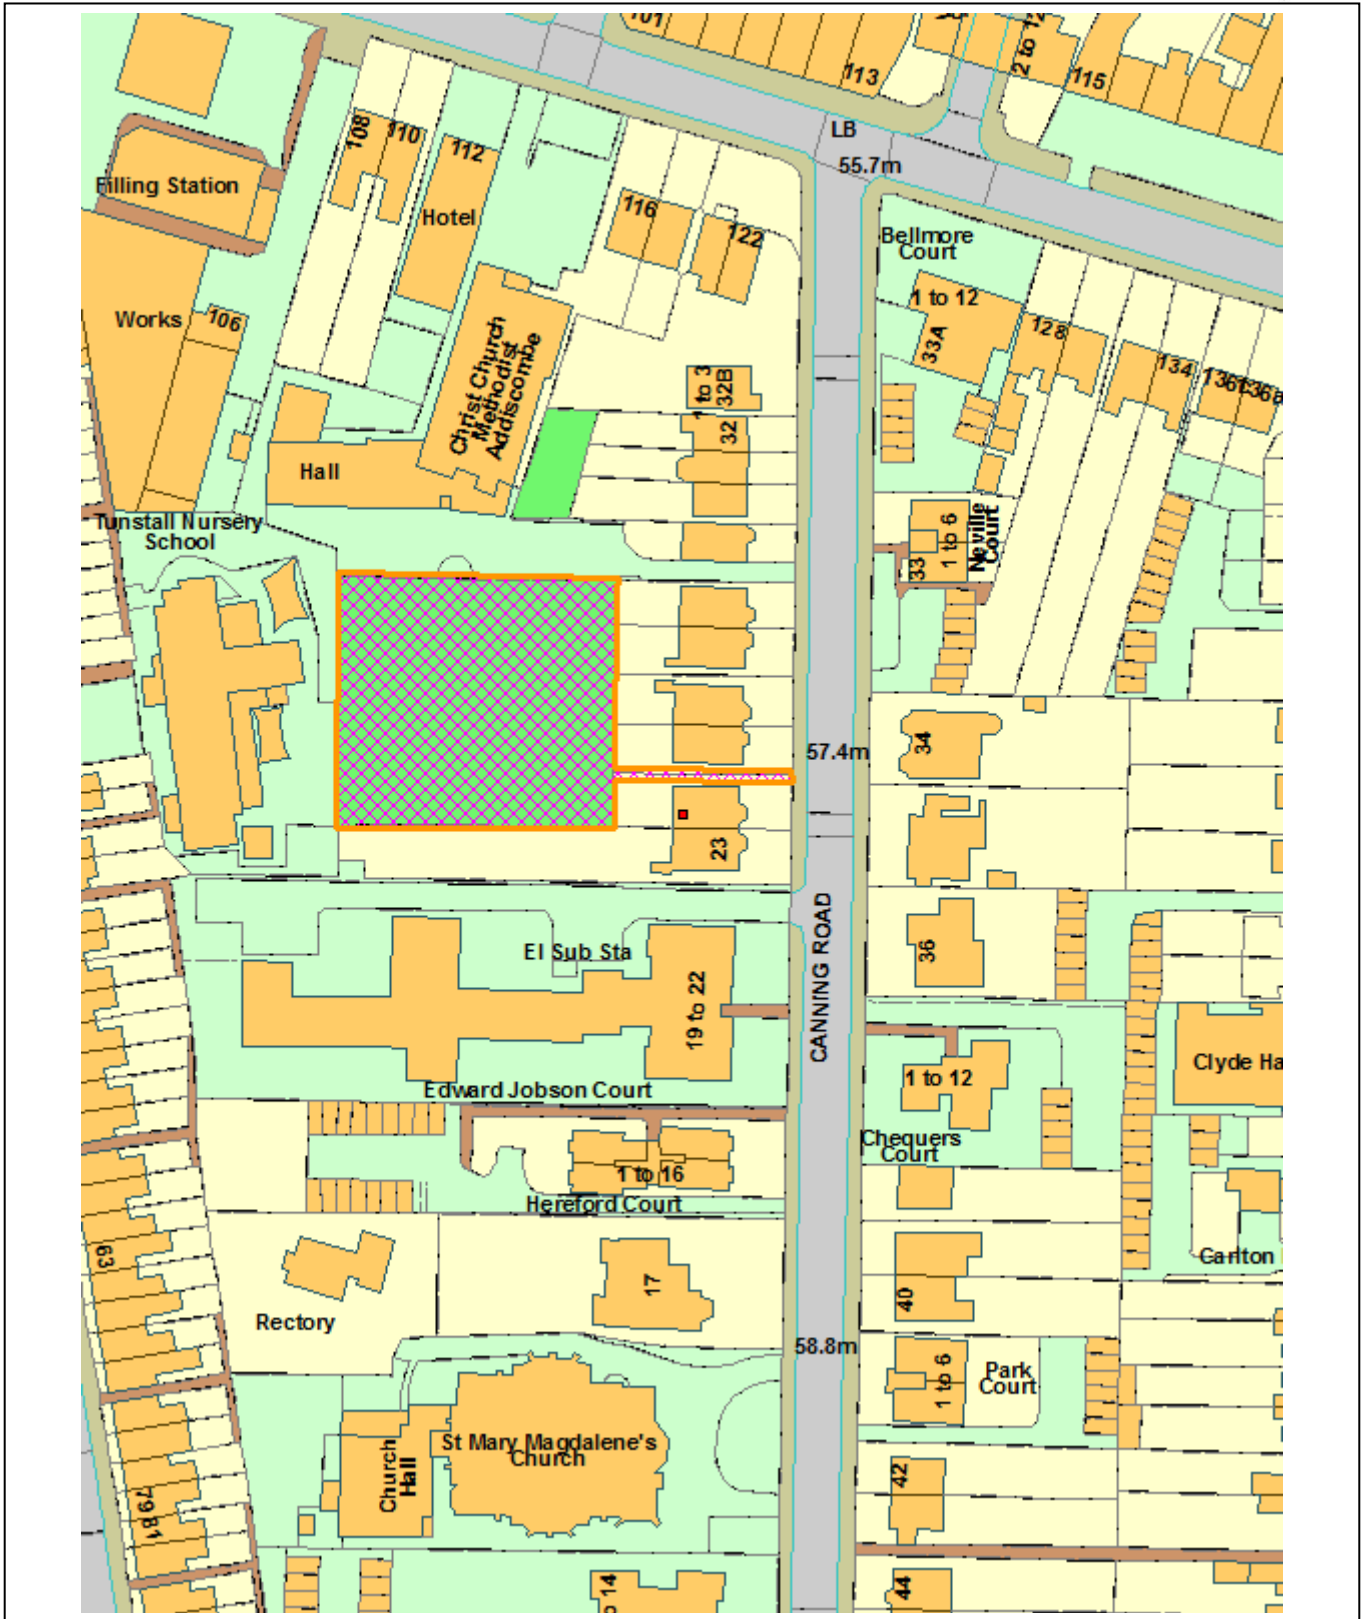 101
113
2 to 12
115
LB
55.7m
108
110
112
Filling Station
Hotel
116
122
Bellmore
Court
1 to 12
33A
128
134
Works
106
Christ Church
Methodist
Addiscombe
1 to 3
32B
32
Hall
Tunstall Nursery
School
33
1 to 6
Neville
Court
34
57.4m
23
CANNING ROAD
36
El Sub Sta
19 to 22
Clyde Ha
1 to 12
Edward Jobson Court
Chequers
Court
1 to 16
Hereford Court
63
17
40
Carlton
Rectory
58.8m
1 to 6
Park
Court
St Mary Magdalene's
Church
Church
Hall
42
79
81
o 14
44